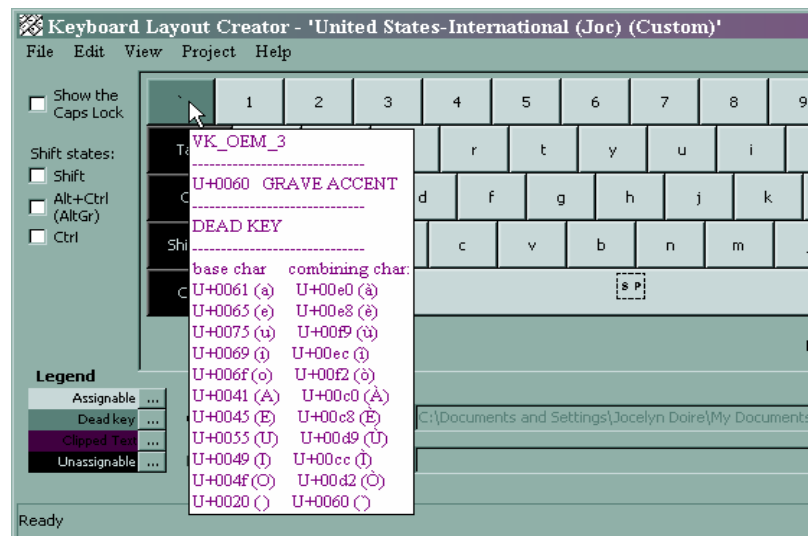 Keyboard Layout Creator - 'United States-International (Joc) (Custom)'
File Edit View Project Help
Show the
Caps Lock
Shift states:
Shift
Alt+Ctrl
(AltGr)
Ctrl
` 1 2 3 4 5 6 7 8 9
r t y u i
d f g h j k
c v b n m
S P
VK_OEM_3
----------------------------
U+0060 GRAVE ACCENT
----------------------------
DEAD KEY
----------------------------
base char combining char:
U+0061 (a) U+00e0 (à)
U+0065 (e) U+00e8 (è)
U+0075 (u) U+00f9 (ù)
U+0069 (i) U+00ec (ì)
U+006f (o) U+00f2 (ò)
U+0041 (A) U+00c0 (À)
U+0045 (E) U+00c8 (È)
U+0055 (U) U+00d9 (Ù)
U+0049 (I) U+00cc (Ì)
U+004f (O) U+00d2 (Ò)
U+0020 ( ) U+0060 (`)
Legend
Assignable ...
Dead key ...
Clipped Text ...
Unassignable ...
C:\Documents and Settings\Jocelyn Doire\My Documents
Ready